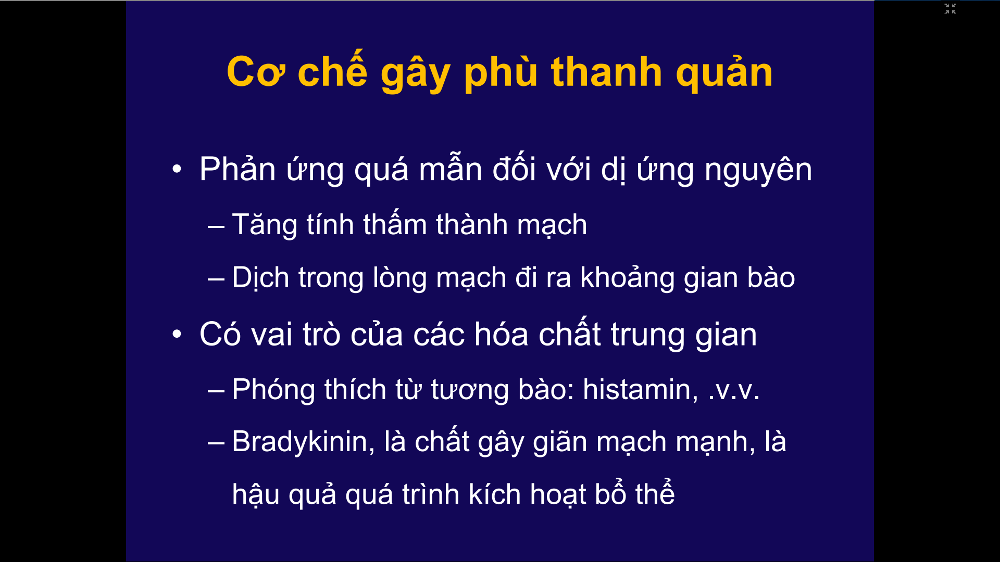 Cơ chế gây phù thanh quản
• Phản ứng quá mẫn đối với dị ứng nguyên
– Tăng tính thấm thành mạch
– Dịch trong lòng mạch đi ra khoảng gian bào
• Có vai trò của các hóa chất trung gian
– Phóng thích từ tương bào: histamin, .v.v.
– Bradykinin, là chất gây giãn mạch mạnh, là
hậu quả quá trình kích hoạt bổ thể